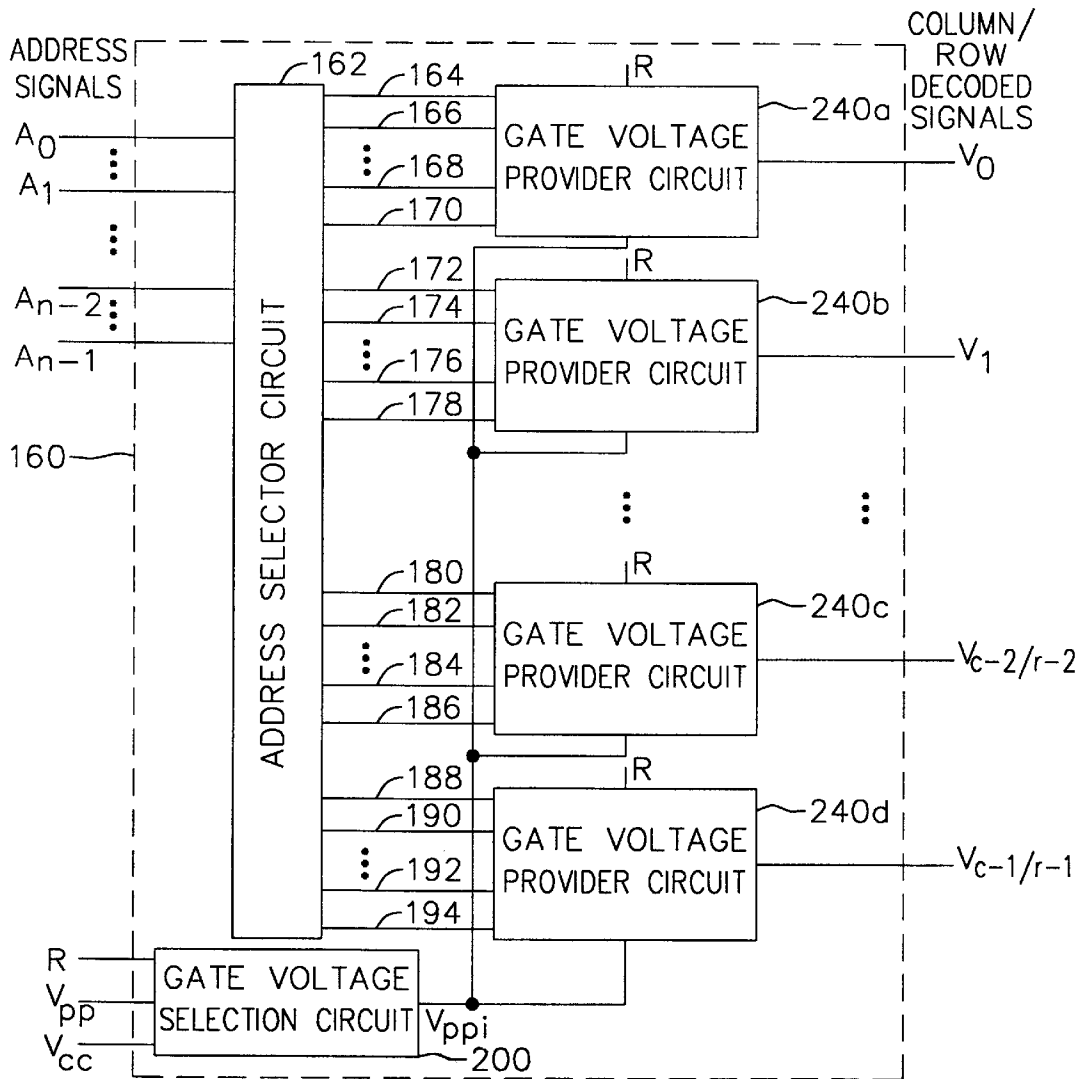 ADDRESS
SIGNALS
COLUMN/
ROW
DECODED
SIGNALS
162
164
166
168
170
R
GATE VOLTAGE
PROVIDER CIRCUIT
240a
V0
A0
A1
An-2
An-1
172
174
176
178
R
GATE VOLTAGE
PROVIDER CIRCUIT
240b
V1
160
ADDRESS SELECTOR CIRCUIT
180
182
184
186
R
GATE VOLTAGE
PROVIDER CIRCUIT
240c
Vc-2/r-2
188
190
192
194
R
GATE VOLTAGE
PROVIDER CIRCUIT
240d
Vc-1/r-1
R
Vpp
Vcc
GATE VOLTAGE
SELECTION CIRCUIT
Vppi
200